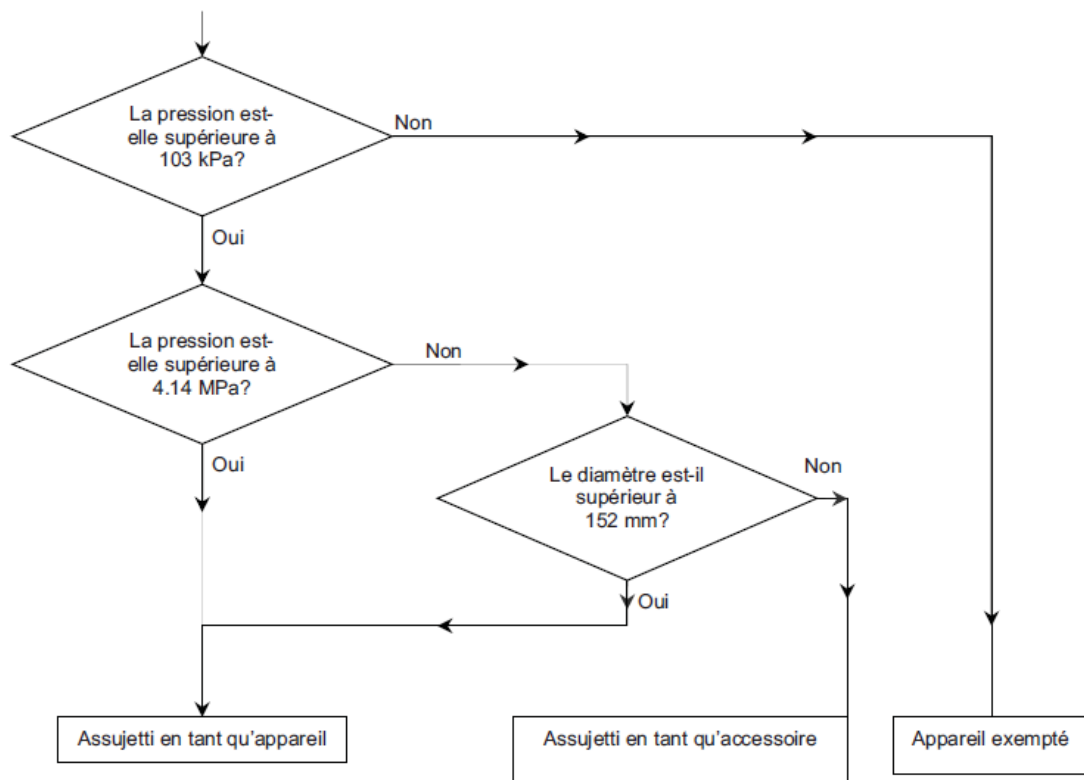 La pression est-
elle supérieure à
103 kPa?
Non
Oui
La pression est-
elle supérieure à
4.14 MPa?
Non
Oui
Le diamètre est-il
supérieur à
152 mm?
Non
Oui
Assujetti en tant qu'appareil
Assujetti en tant qu'accessoire
Appareil exempté